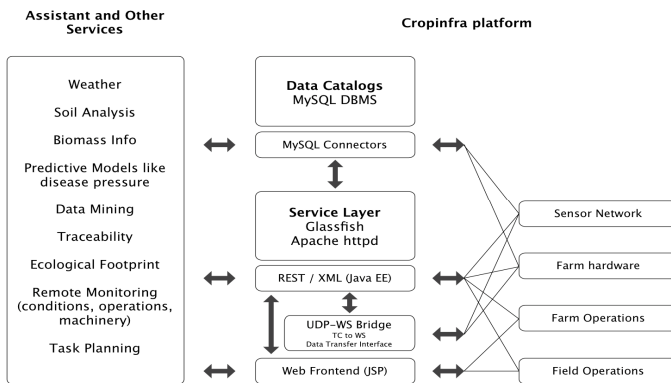 Assistant and Other
Services
Cropinfra platform
Weather
Soil Analysis
Biomass Info
Predictive Models like
disease pressure
Data Mining
Traceability
Ecological Footprint
Remote Monitoring
(conditions, operations,
machinery)
Task Planning
Data Catalogs
MySQL DBMS
MySQL Connectors
Service Layer
Glassfish
Apache httpd
REST / XML (Java EE)
UDP-WS Bridge
TC to WS
Data Transfer Interface
Web Frontend (JSP)
Sensor Network
Farm hardware
Farm Operations
Field Operations